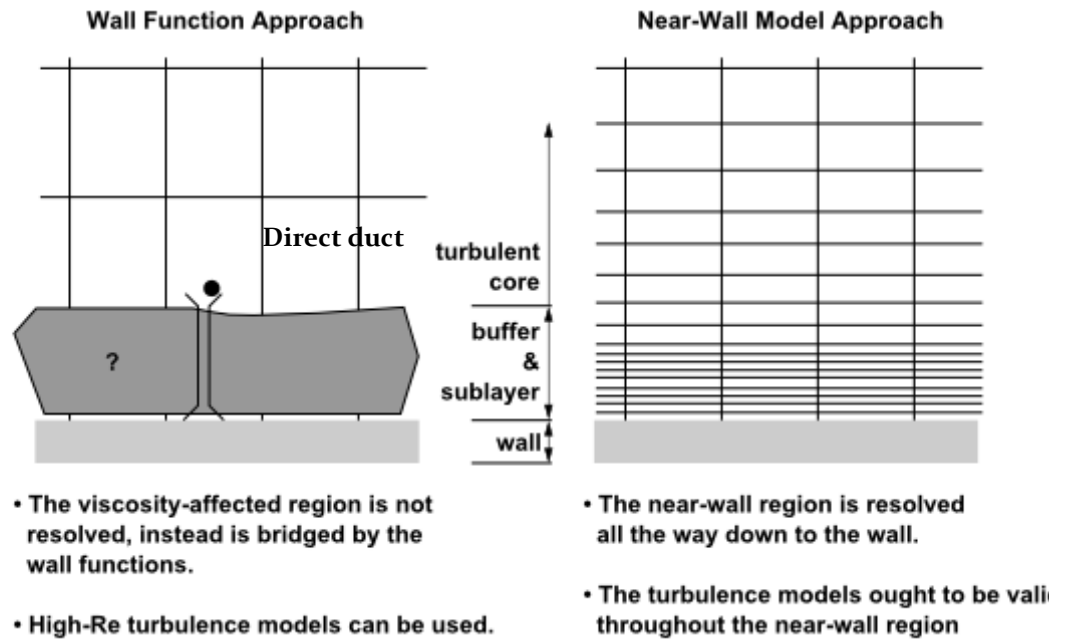 Wall Function Approach
Near-Wall Model Approach
Direct duct
turbulent
core
buffer
&
sublayer
wall
?
• The viscosity-affected region is not
resolved, instead is bridged by the
wall functions.
• High-Re turbulence models can be used.
• The near-wall region is resolved
all the way down to the wall.
• The turbulence models ought to be vali
throughout the near-wall region